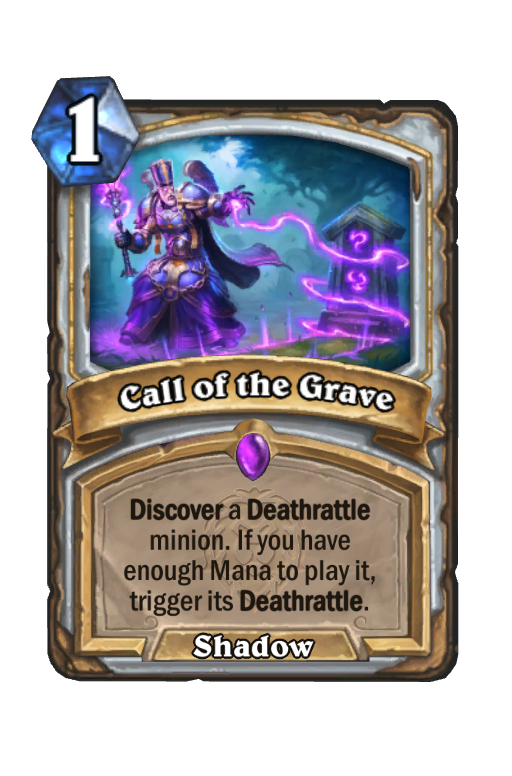 1
Call of the Grave
Discover a Deathrattle
minion. If you have
enough Mana to play it,
trigger its Deathrattle.
Shadow